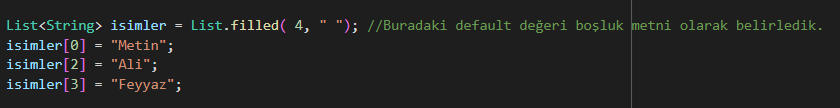 List<String> isimler = List.filled( 4, " "); //Buradaki default değeri boşluk metni olarak belirledik.
isimler[0] = "Metin";
isimler[2] = "Ali";
isimler[3] = "Feyyaz";